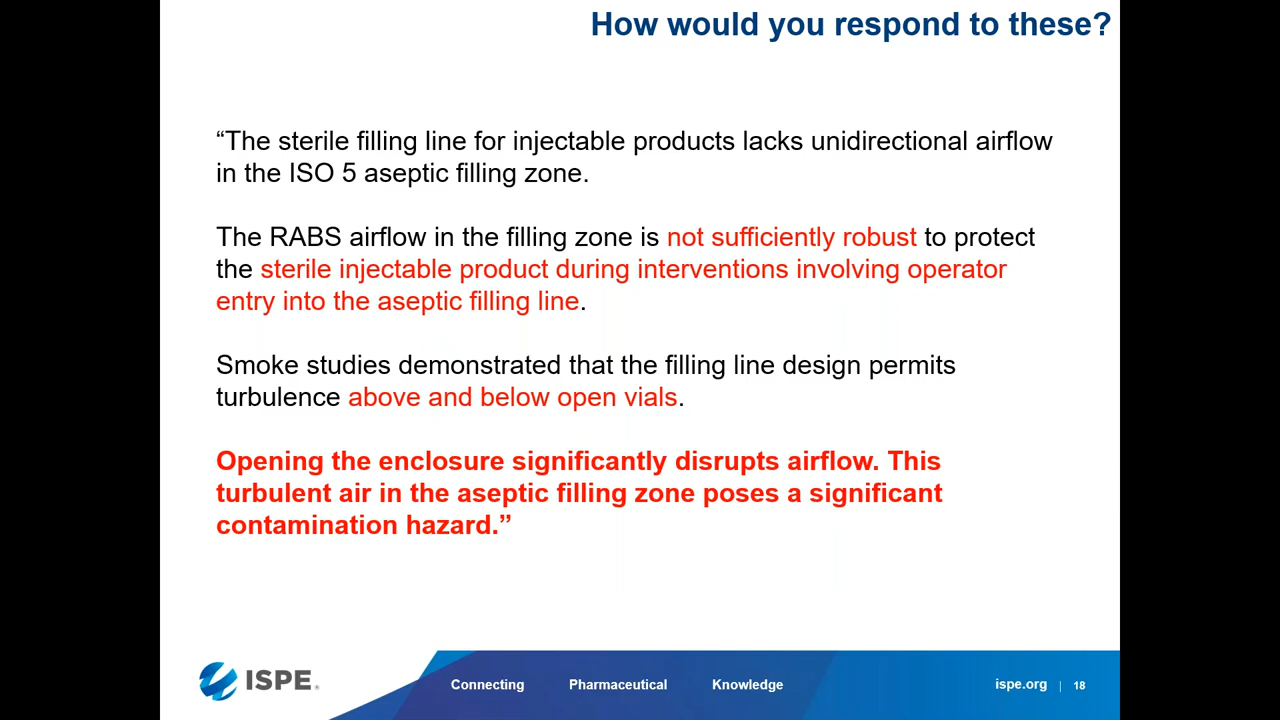 How would you respond to these?
“The sterile filling line for injectable products lacks unidirectional airflow
in the ISO 5 aseptic filling zone.
The RABS airflow in the filling zone is not sufficiently robust to protect
the sterile injectable product during interventions involving operator
entry into the aseptic filling line.
Smoke studies demonstrated that the filling line design permits
turbulence above and below open vials.
Opening the enclosure significantly disrupts airflow. This
turbulent air in the aseptic filling zone poses a significant
contamination hazard.”
ISPE®
Connecting Pharmaceutical Knowledge
ispe.org | 18